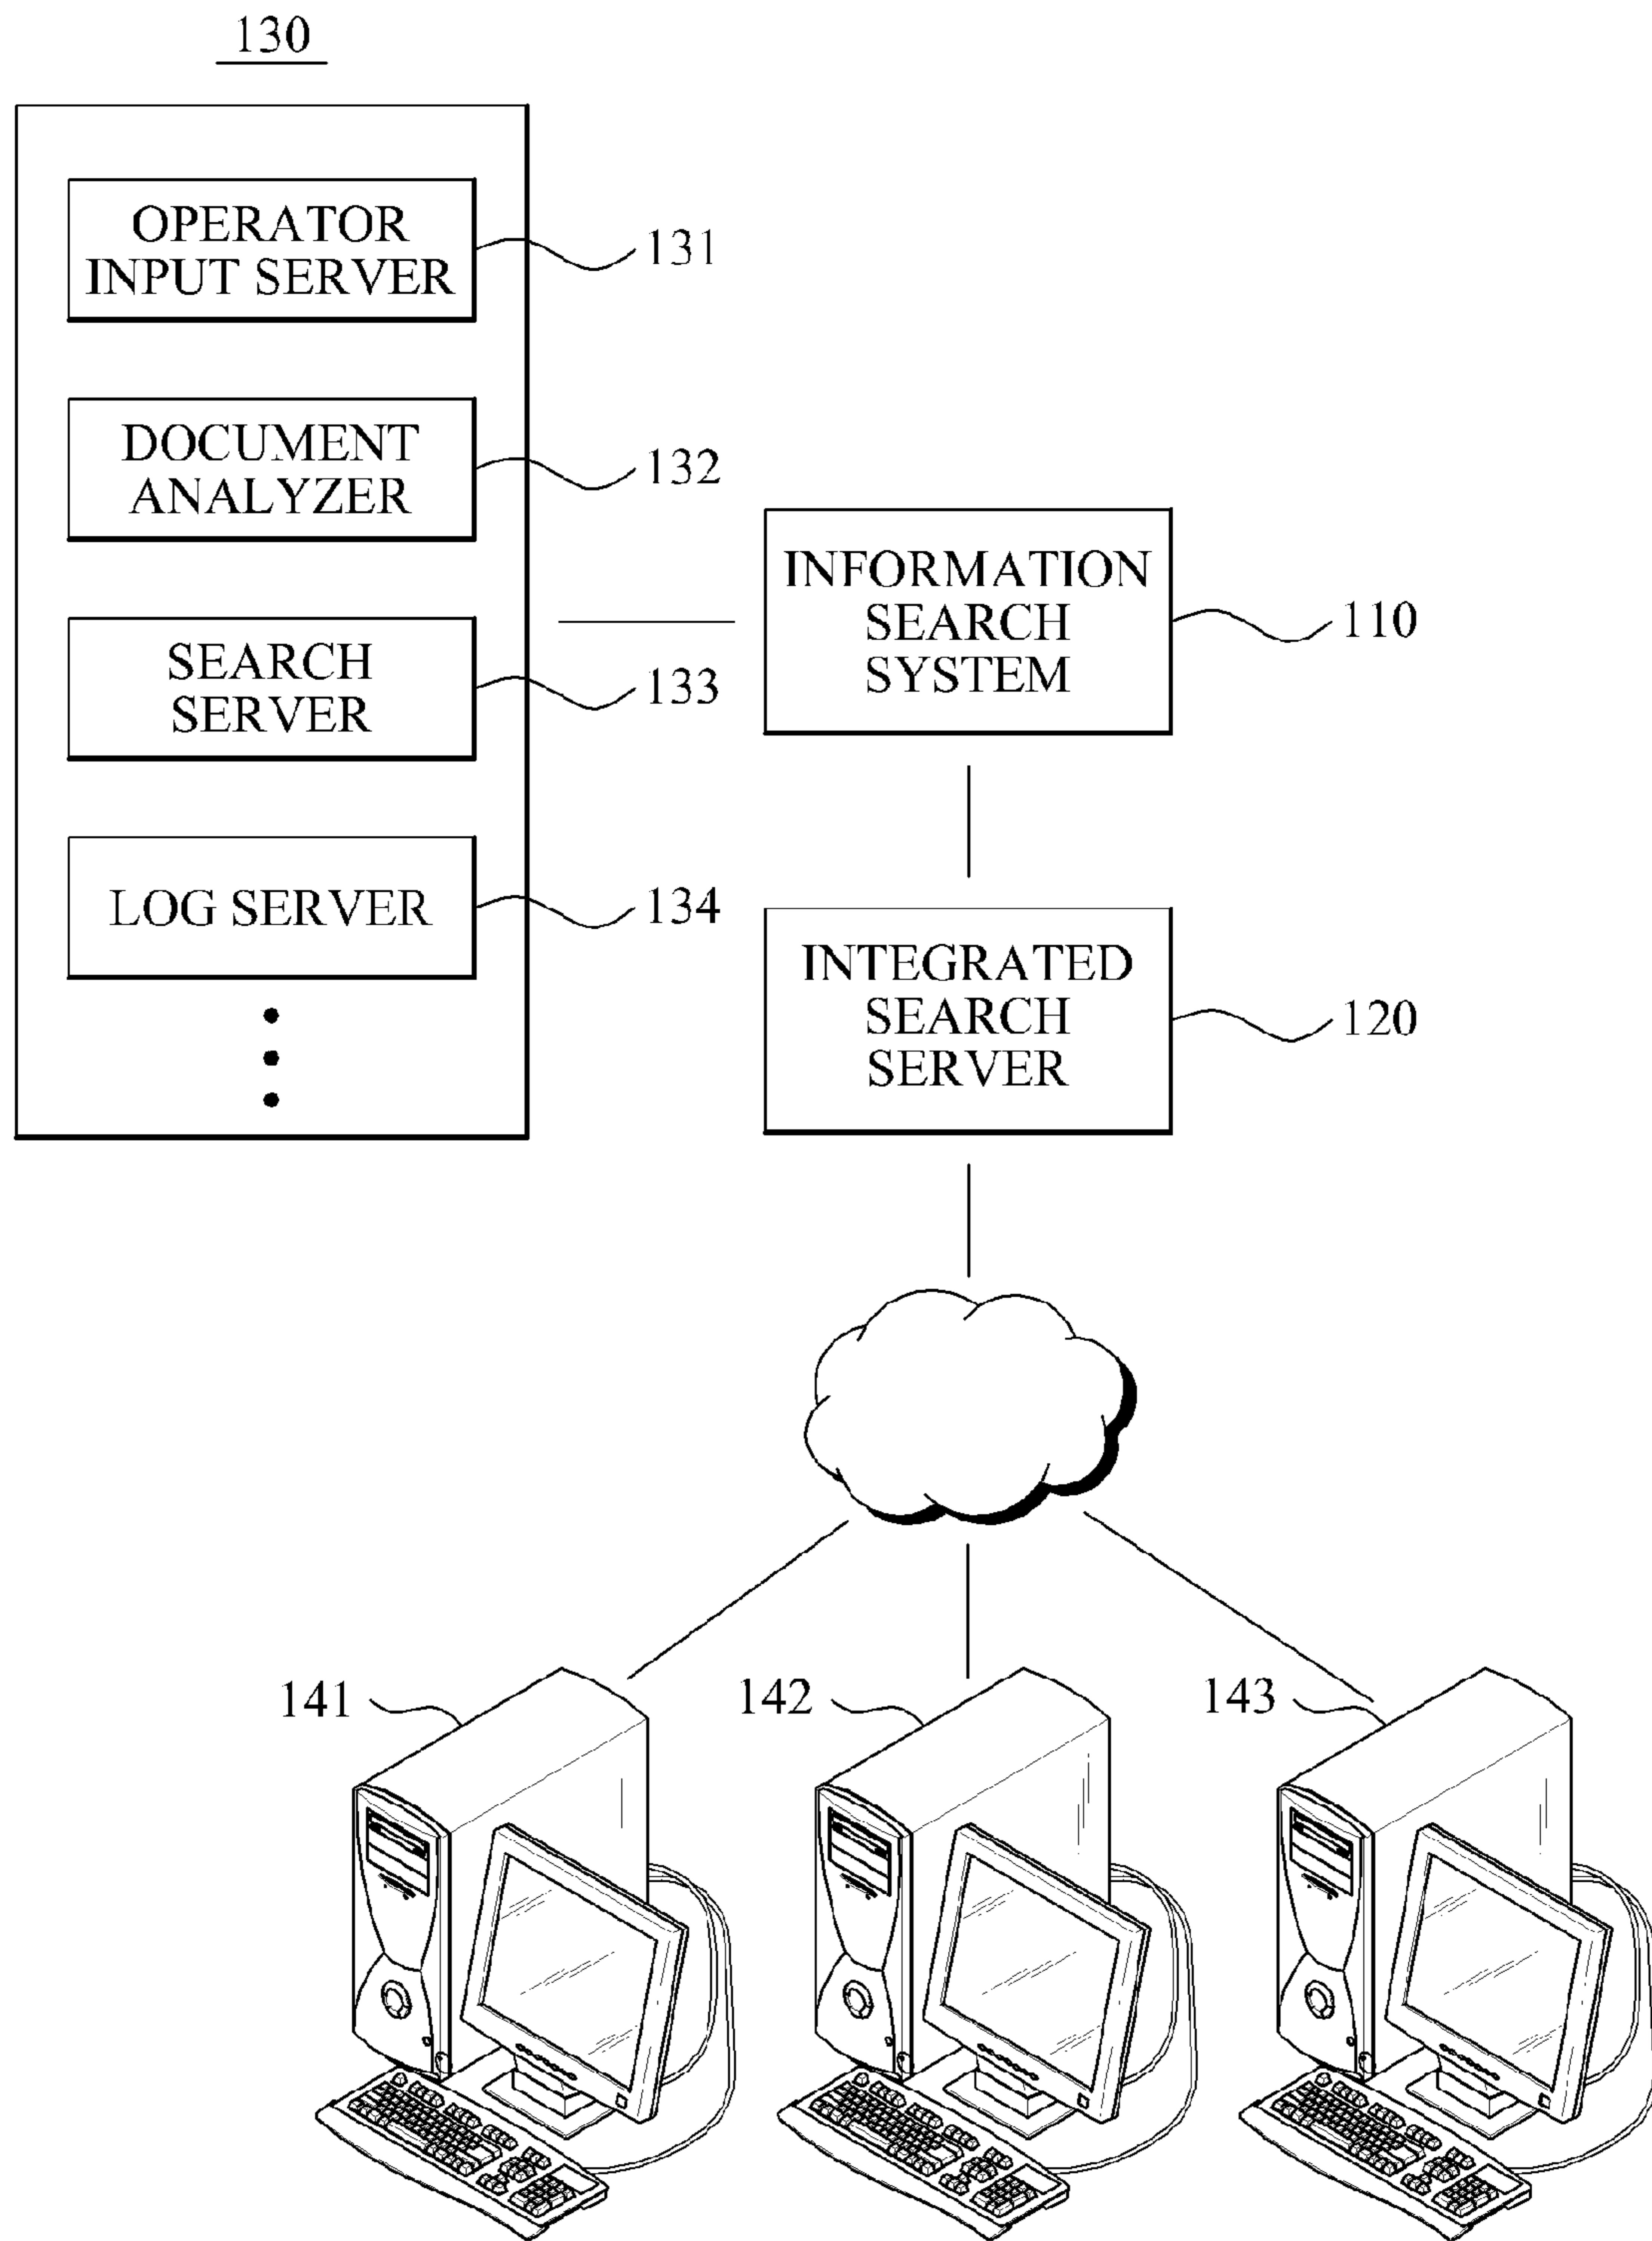 130
OPERATOR
INPUT SERVER
131
DOCUMENT
ANALYZER
132
SEARCH
SERVER
133
LOG SERVER
134
INFORMATION
SEARCH
SYSTEM
110
INTEGRATED
SEARCH
SERVER
120
141
142
143